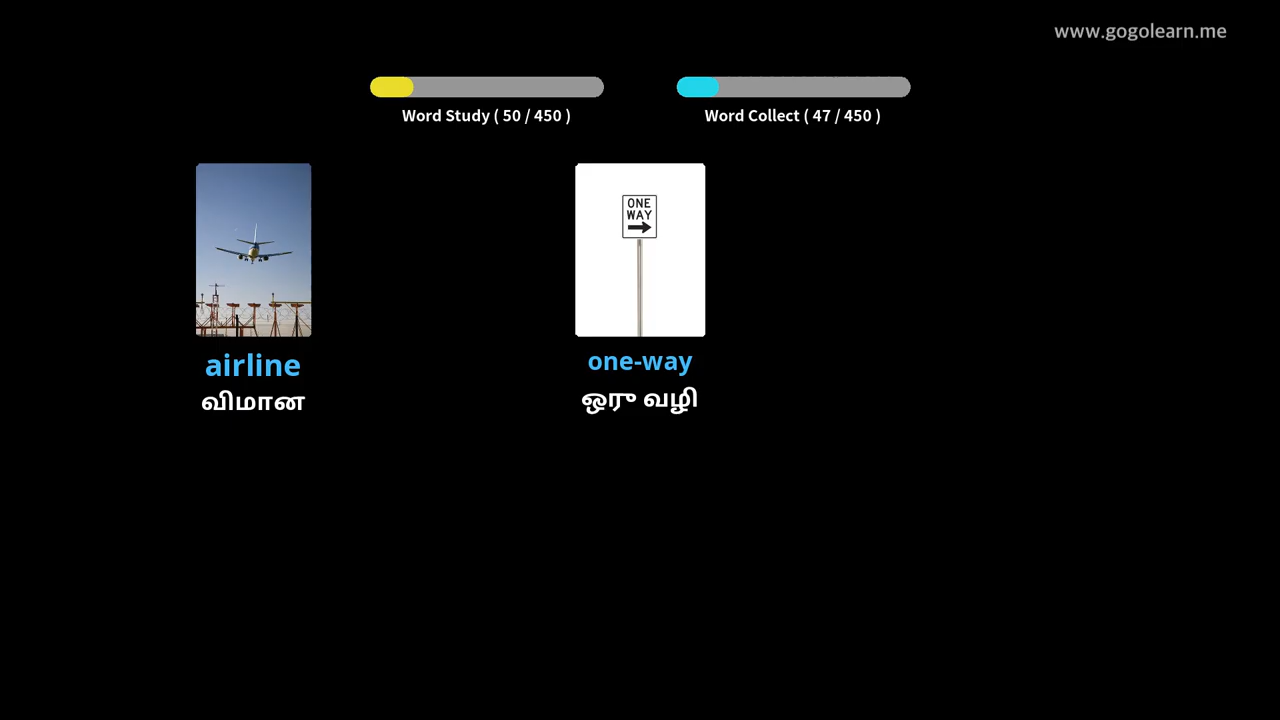 www.gogolearn.me
Word Study ( 50 / 450 )
Word Collect ( 47 / 450 )
ONE
WAY
airline
விமான
one-way
ஒரு வழி